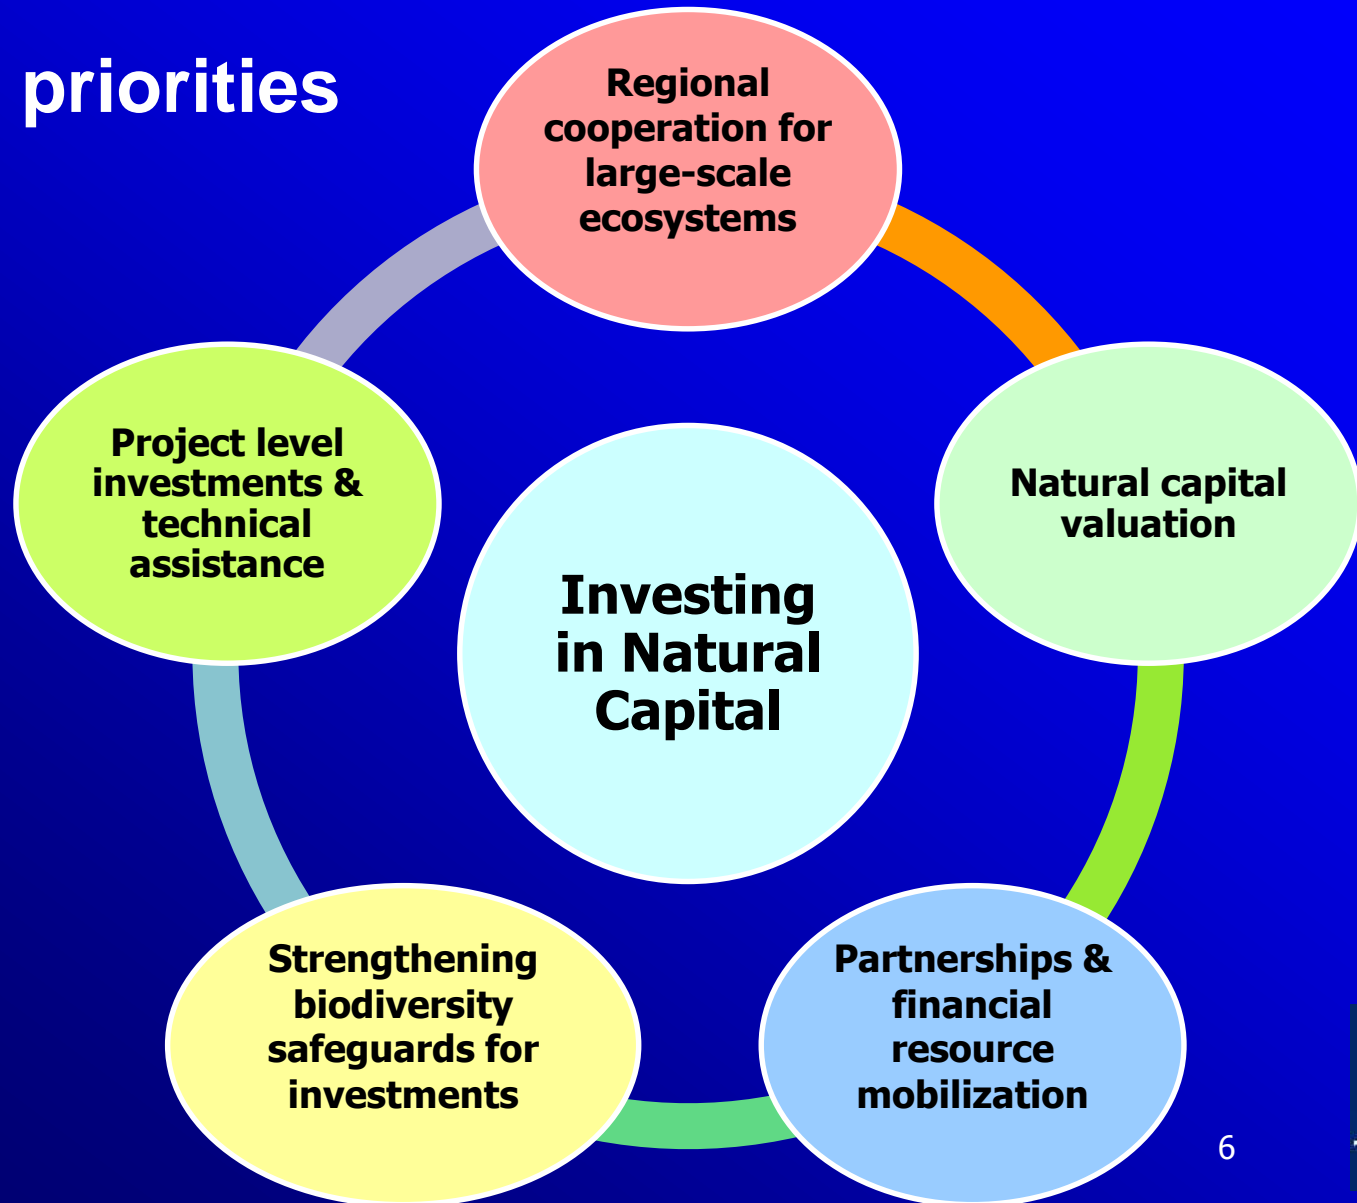 priorities
Regional
cooperation for
large-scale
ecosystems
Natural capital
valuation
Partnerships &
financial
resource
mobilization
Strengthening
biodiversity
safeguards for
investments
Project level
investments &
technical
assistance
Investing
in Natural
Capital
6